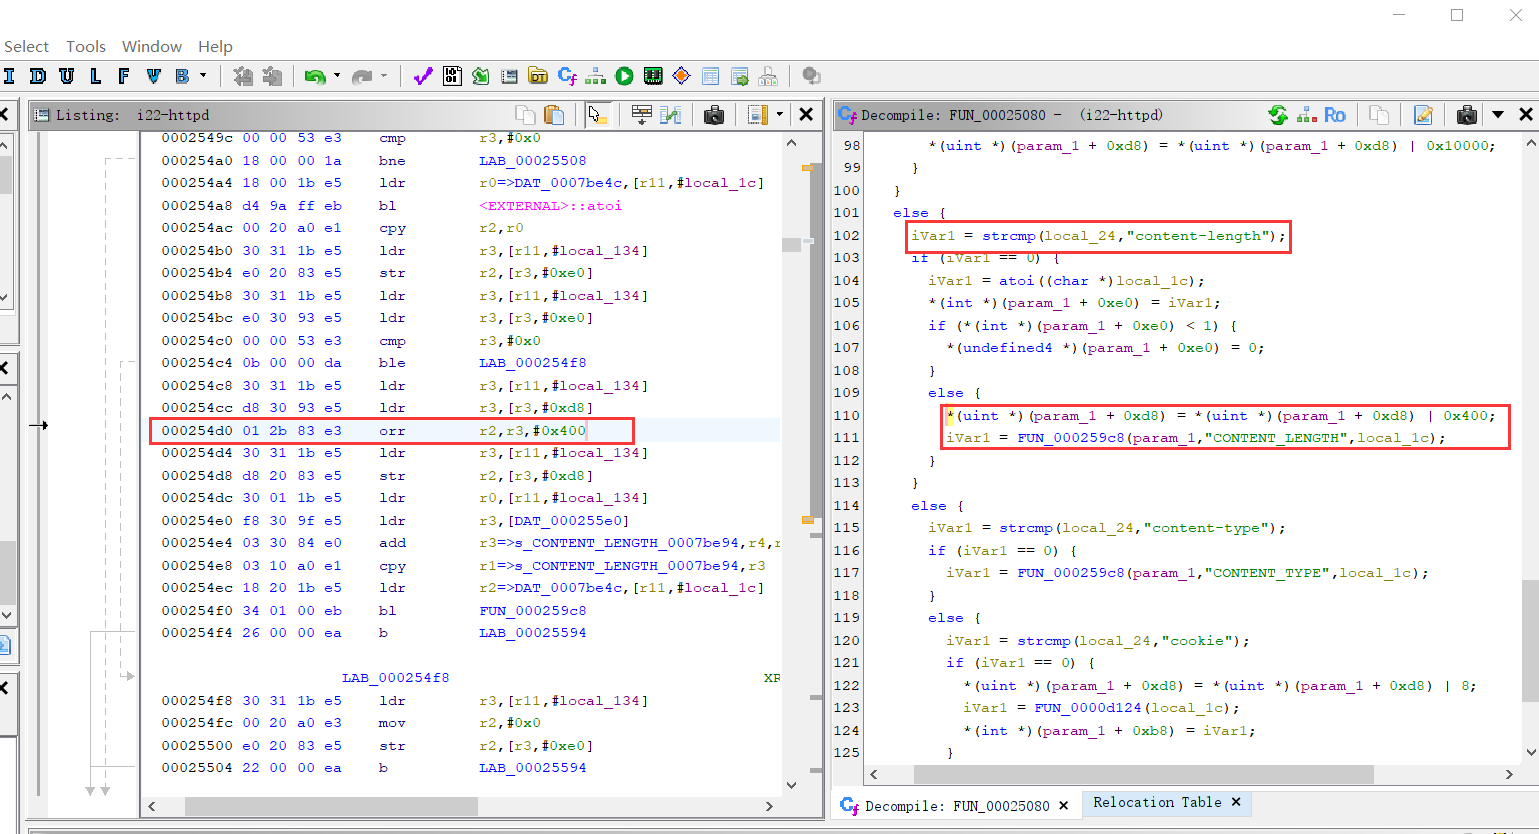 Select Tools Window Help
I D U L F V B
Listing: i22-httpd
0002549c 00 00 53 e3 cmp r3,#0x0
000254a0 18 00 00 1a bne LAB_00025508
000254a4 18 00 1b e5 ldr r0=>DAT_0007be4c,[r11,#local_1c]
000254a8 d4 9a ff eb bl <EXTERNAL>::atoi
000254ac 00 20 a0 e1 cpy r2,r0
000254b0 30 31 1b e5 ldr r3,[r11,#local_134]
000254b4 e0 20 83 e5 str r2,[r3,#0xe0]
000254b8 30 31 1b e5 ldr r3,[r11,#local_134]
000254bc e0 30 93 e5 ldr r3,[r3,#0xe0]
000254c0 00 00 53 e3 cmp r3,#0x0
000254c4 0b 00 00 da ble LAB_000254f8
000254c8 30 31 1b e5 ldr r3,[r11,#local_134]
000254cc d8 30 93 e5 ldr r3,[r3,#0xd8]
000254d0 01 2b 83 e3 orr r2,r3,#0x400
000254d4 30 31 1b e5 ldr r3,[r11,#local_134]
000254d8 d8 20 83 e5 str r2,[r3,#0xd8]
000254dc 30 01 1b e5 ldr r0,[r11,#local_134]
000254e0 f8 30 9f e5 ldr r3,[DAT_000255e0]
000254e4 03 30 84 e0 add r3=>s_CONTENT_LENGTH_0007be94,r4,r
000254e8 03 10 a0 e1 cpy r1=>s_CONTENT_LENGTH_0007be94,r3
000254ec 18 20 1b e5 ldr r2=>DAT_0007be4c,[r11,#local_1c]
000254f0 34 01 00 eb bl FUN_000259c8
000254f4 26 00 00 ea b LAB_00025594
LAB_000254f8 XR
000254f8 30 31 1b e5 ldr r3,[r11,#local_134]
000254fc 00 20 a0 e3 mov r2,#0x0
00025500 e0 20 83 e5 str r2,[r3,#0xe0]
00025504 22 00 00 ea b LAB_00025594
Decompile: FUN_00025080 - (i22-httpd)
Ro
98 *(uint *)(param_1 + 0xd8) = *(uint *)(param_1 + 0xd8) | 0x10000;
99 }
100 }
101 else {
102 iVar1 = strcmp(local_24,"content-length");
103 if (iVar1 == 0) {
104 iVar1 = atoi((char *)local_1c);
105 *(int *)(param_1 + 0xe0) = iVar1;
106 if (*(int *)(param_1 + 0xe0) < 1) {
107 *(undefined4 *)(param_1 + 0xe0) = 0;
108 }
109 else {
110 *(uint *)(param_1 + 0xd8) = *(uint *)(param_1 + 0xd8) | 0x400;
111 iVar1 = FUN_000259c8(param_1,"CONTENT_LENGTH",local_1c);
112 }
113 }
114 else {
115 iVar1 = strcmp(local_24,"content-type");
116 if (iVar1 == 0) {
117 iVar1 = FUN_000259c8(param_1,"CONTENT_TYPE",local_1c);
118 }
119 else {
120 iVar1 = strcmp(local_24,"cookie");
121 if (iVar1 == 0) {
122 *(uint *)(param_1 + 0xd8) = *(uint *)(param_1 + 0xd8) | 8;
123 iVar1 = FUN_0000d124(local_1c);
124 *(int *)(param_1 + 0xb8) = iVar1;
125 }
Decompile: FUN_00025080 Relocation Table